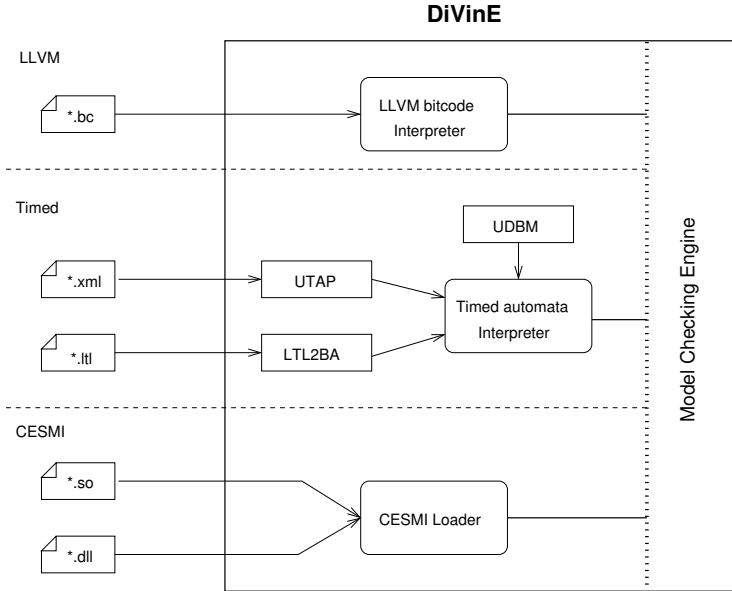 DiVinE
LLVM
*.bc
LLVM bitcode
Interpreter
Timed
UDBM
*.xml
UTAP
Timed automata
Interpreter
*.ltl
LTL2BA
Model Checking Engine
CESMI
*.so
CESMI Loader
*.dll